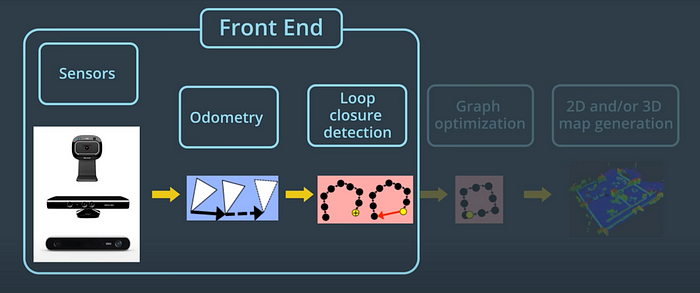 Front End
Sensors
Odometry
Loop
closure
detection
Graph
optimization
2D and/or 3D
map generation